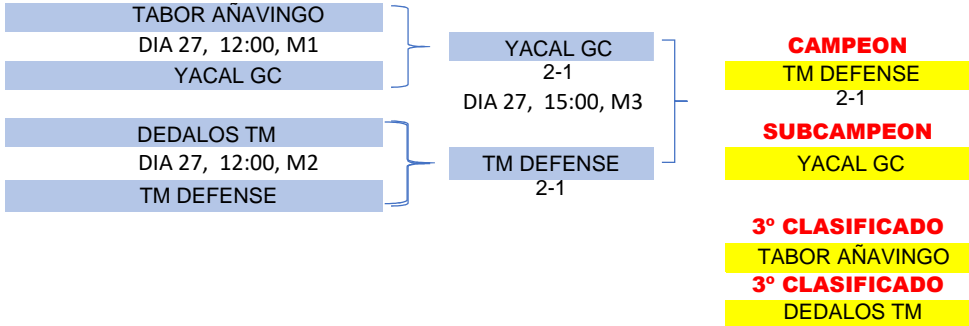 TABOR AÑAVINGO
DIA 27, 12:00, M1
YACAL GC
DEDALOS TM
DIA 27, 12:00, M2
TM DEFENSE
YACAL GC
2-1
DIA 27, 15:00, M3
TM DEFENSE
2-1
CAMPEON
TM DEFENSE
2-1
SUBCAMPEON
YACAL GC
3º CLASIFICADO
TABOR AÑAVINGO
3º CLASIFICADO
DEDALOS TM